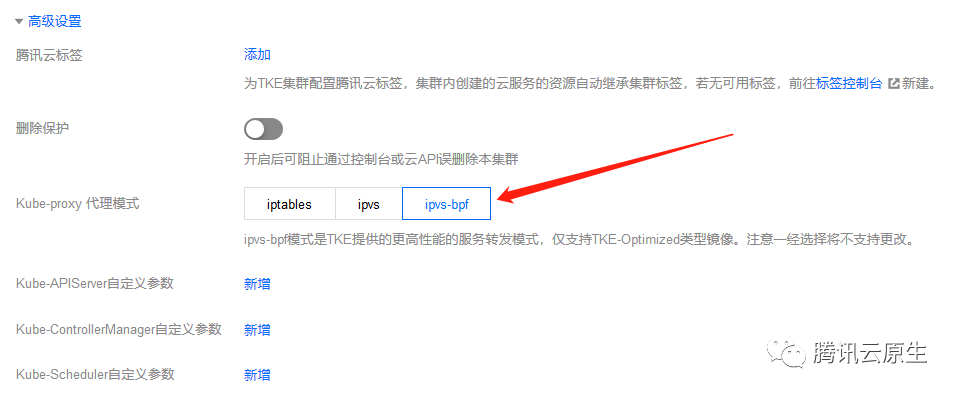 高级设置
腾讯云标签
添加
为TKE集群配置腾讯云标签，集群内创建的云服务的资源自动继承集群标签，若无可用标签，前往标签控制台 新建。
删除保护
开启后可阻止通过控制台或云API误删除本集群
Kube-proxy 代理模式
iptables
ipvs
ipvs-bpf
ipvs-bpf模式是TKE提供的更高性能的服务转发模式，仅支持TKE-Optimized类型镜像。注意一经选择将不支持更改。
Kube-APIServer自定义参数
新增
Kube-ControllerManager自定义参数
新增
Kube-Scheduler自定义参数
新增
腾讯云原生